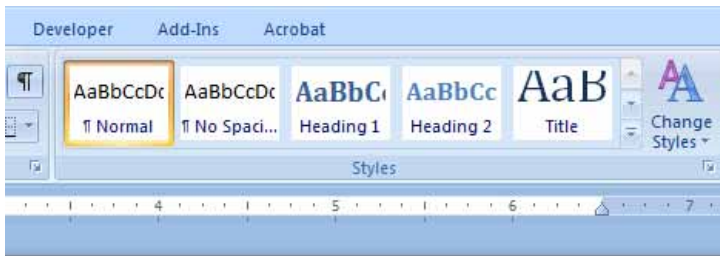 Developer Add-Ins Acrobat
¶ AaBbCcDc AaBbCcDc AaBbC AaBbCc AaB
¶ Normal ¶ No Spaci... Heading 1 Heading 2 Title Change
Styles
Styles
4 5 6 7